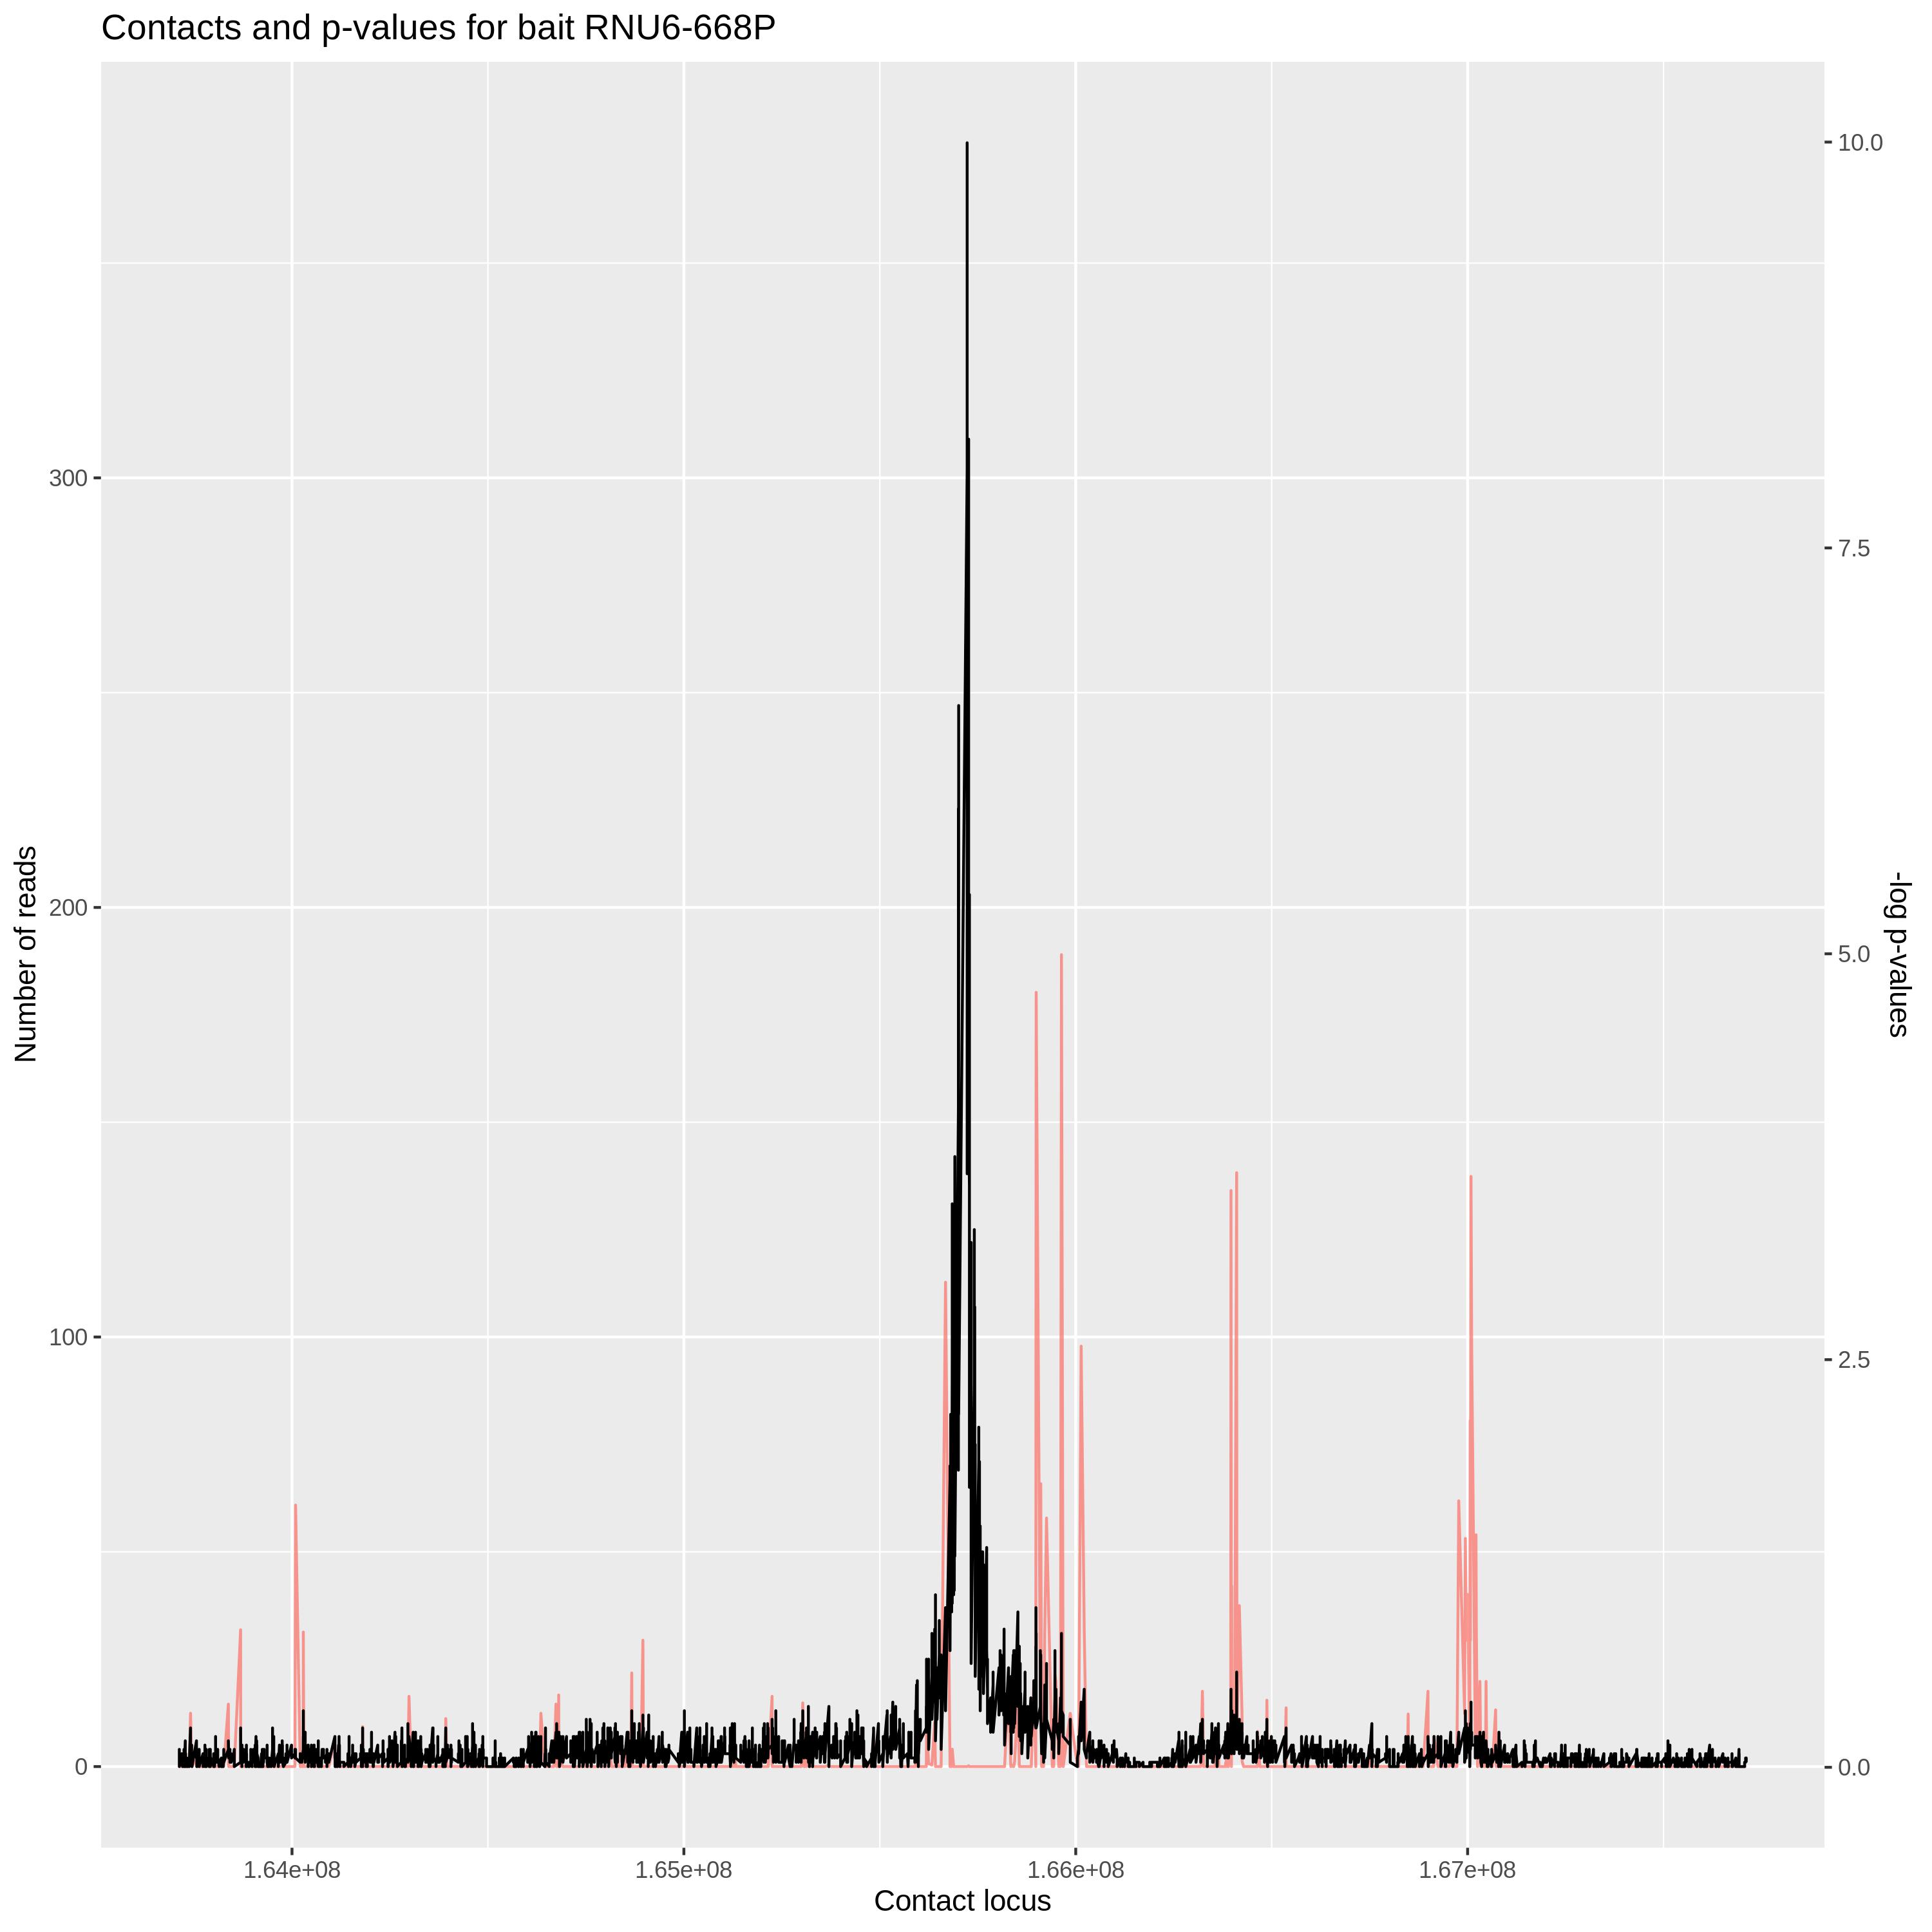 Contacts and p-values for bait RNU6-668P
Number of reads
300
200
100
0
10.0
7.5
5.0
2.5
0.0
-log p-values
1.64e+08
1.65e+08
1.66e+08
1.67e+08
Contact locus